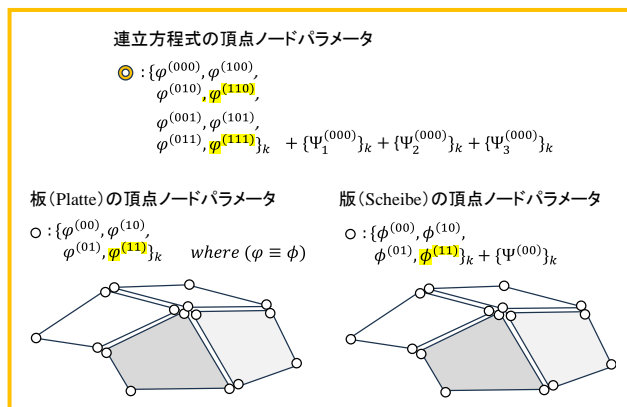 連立方程式の頂点ノードパラメータ
◎ : {φ^(000), φ^(100),
φ^(010), φ^(110),
φ^(001), φ^(101),
φ^(011), φ^(111)}_k + {Ψ_1^(000)}_k + {Ψ_2^(000)}_k + {Ψ_3^(000)}_k
板(Platte)の頂点ノードパラメータ
○ : {φ^(00), φ^(10),
φ^(01), φ^(11)}_k where (φ ≡ ϕ)
版(Scheibe)の頂点ノードパラメータ
○ : {ϕ^(00), ϕ^(10),
ϕ^(01), ϕ^(11)}_k + {Ψ^(00)}_k